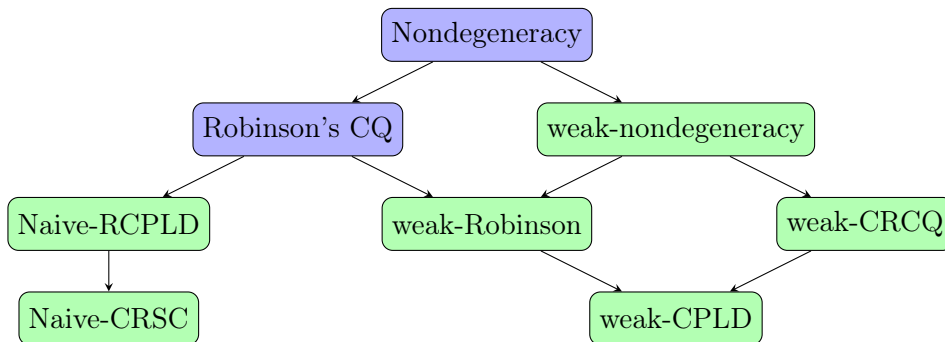 Nondegeneracy
Robinson's CQ
weak-nondegeneracy
Naive-RCPLD
weak-Robinson
weak-CRCQ
Naive-CRSC
weak-CPLD